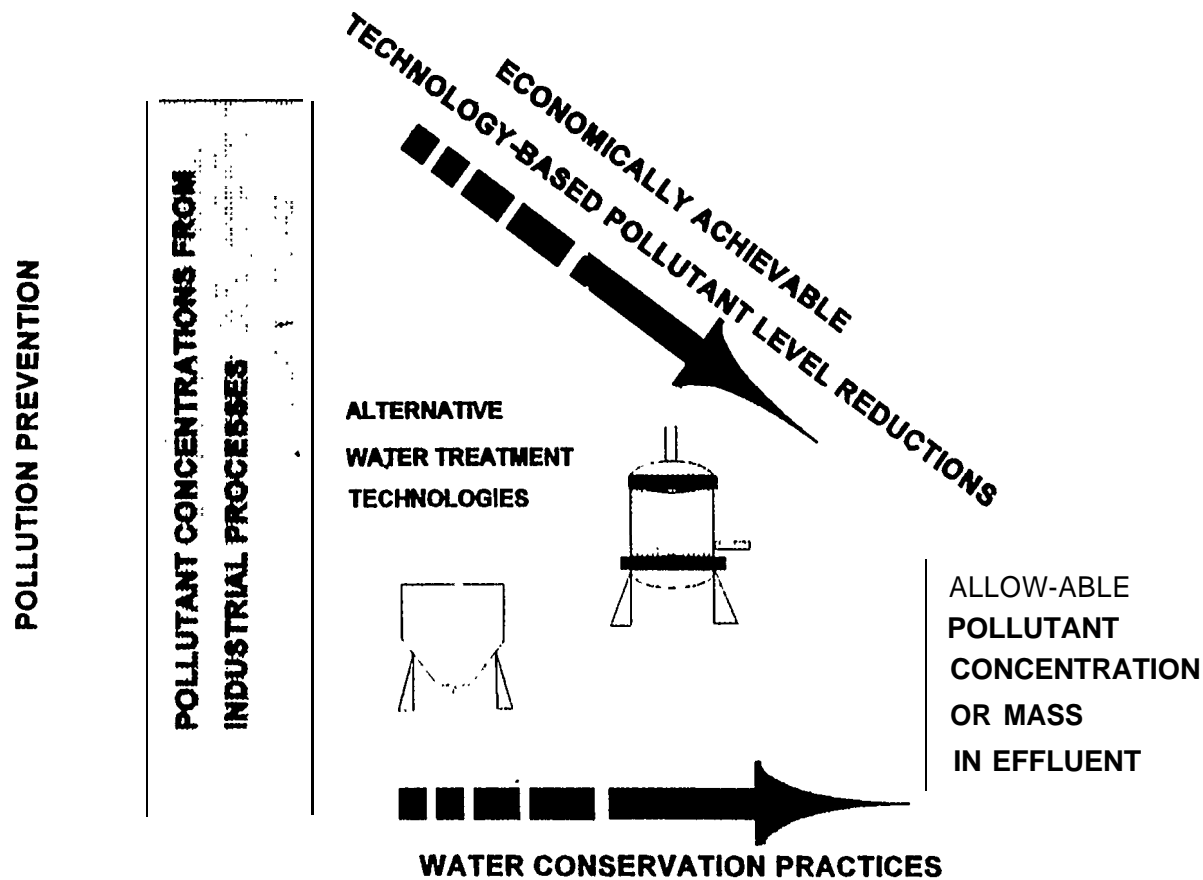 POLLUTION PREVENTION
POLLUTANT CONCENTRATIONS FROM
INDUSTRIAL PROCESSES
ECONOMICALLY ACHIEVABLE
TECHNOLOGY-BASED POLLUTANT LEVEL REDUCTIONS
ALTERNATIVE
WATER TREATMENT
TECHNOLOGIES
ALLOW-ABLE
POLLUTANT
CONCENTRATION
OR MASS
IN EFFLUENT
WATER CONSERVATION PRACTICES